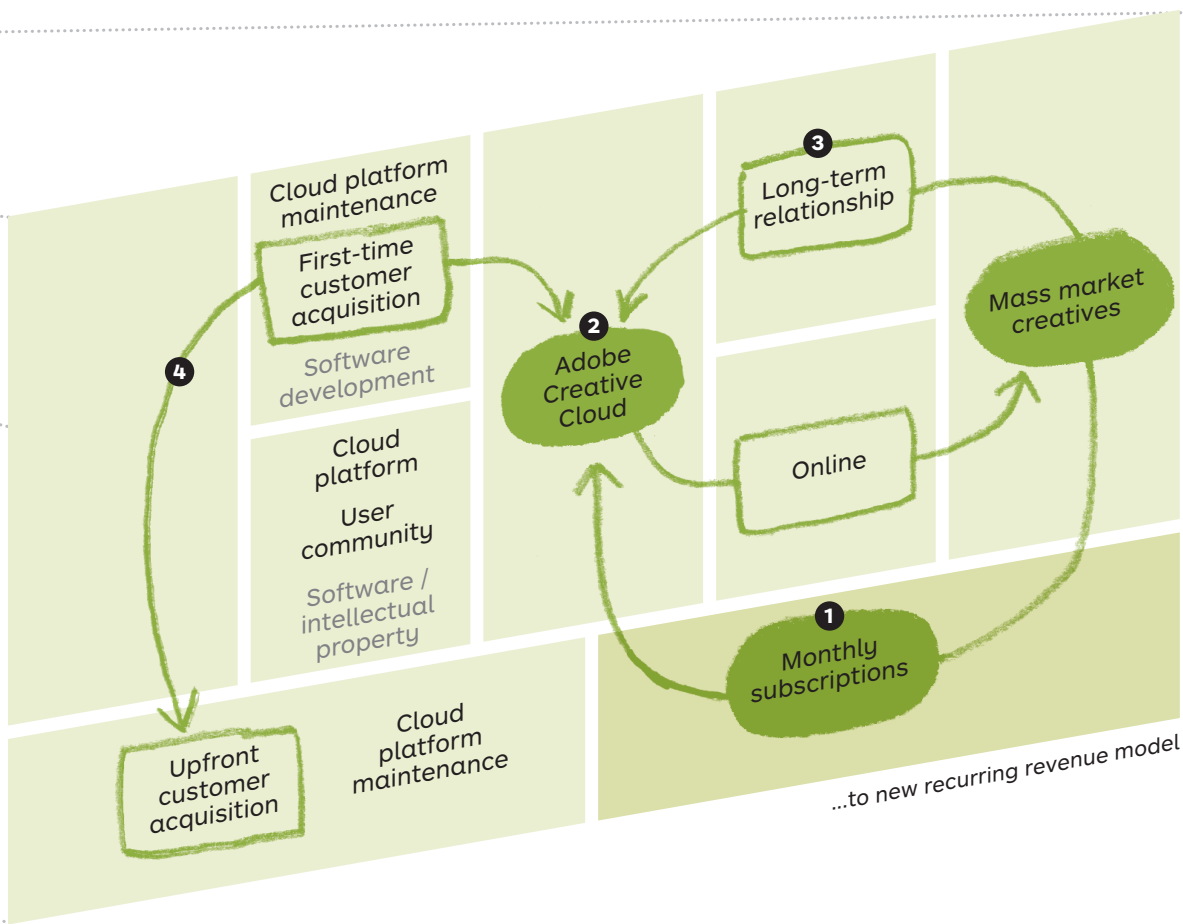 Cloud platform
maintenance
First-time
customer
acquisition
Software
development
4
Cloud
platform
User
community
Software /
intellectual
property
2
Adobe
Creative
Cloud
3
Long-term
relationship
Online
Mass market
creatives
Upfront
customer
acquisition
Cloud
platform
maintenance
1
Monthly
subscriptions
...to new recurring revenue model